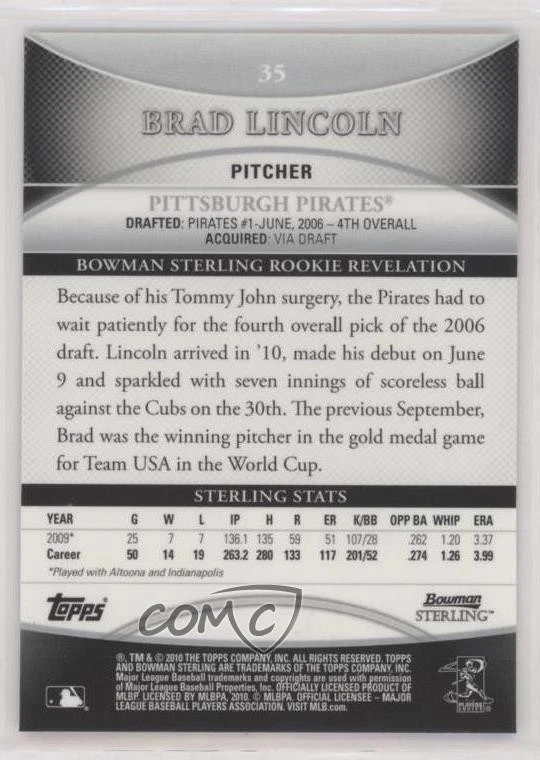 35
BRAD LINCOLN
PITCHER
PITTSBURGH PIRATES®
DRAFTED: PIRATES #1-JUNE, 2006 – 4TH OVERALL
ACQUIRED: VIA DRAFT
BOWMAN STERLING ROOKIE REVELATION
Because of his Tommy John surgery, the Pirates had to
wait patiently for the fourth overall pick of the 2006
draft. Lincoln arrived in ’10, made his debut on June
9 and sparkled with seven innings of scoreless ball
against the Cubs on the 30th. The previous September,
Brad was the winning pitcher in the gold medal game
for Team USA in the World Cup.
STERLING STATS
YEAR G W L IP H R ER K/BB OPP BA WHIP ERA
2009* 25 7 7 136.1 135 59 51 107/28 .262 1.20 3.37
Career 50 14 19 263.2 280 133 117 201/52 .274 1.26 3.99
*Played with Altoona and Indianapolis
Topps
COMC
Bowman
STERLING™
®, TM & © 2010 THE TOPPS COMPANY, INC. ALL RIGHTS RESERVED. TOPPS
AND BOWMAN STERLING ARE TRADEMARKS OF THE TOPPS COMPANY, INC.
Major League Baseball trademarks and copyrights are used with permission
of Major League Baseball Properties, Inc. OFFICIALLY LICENSED PRODUCT OF
MLBP. LICENSED BY MLBPA, 2010. © MLBPA. OFFICIAL LICENSEE – MAJOR
LEAGUE BASEBALL PLAYERS ASSOCIATION. VISIT MLB.com.
PLAYERS
CHOICE